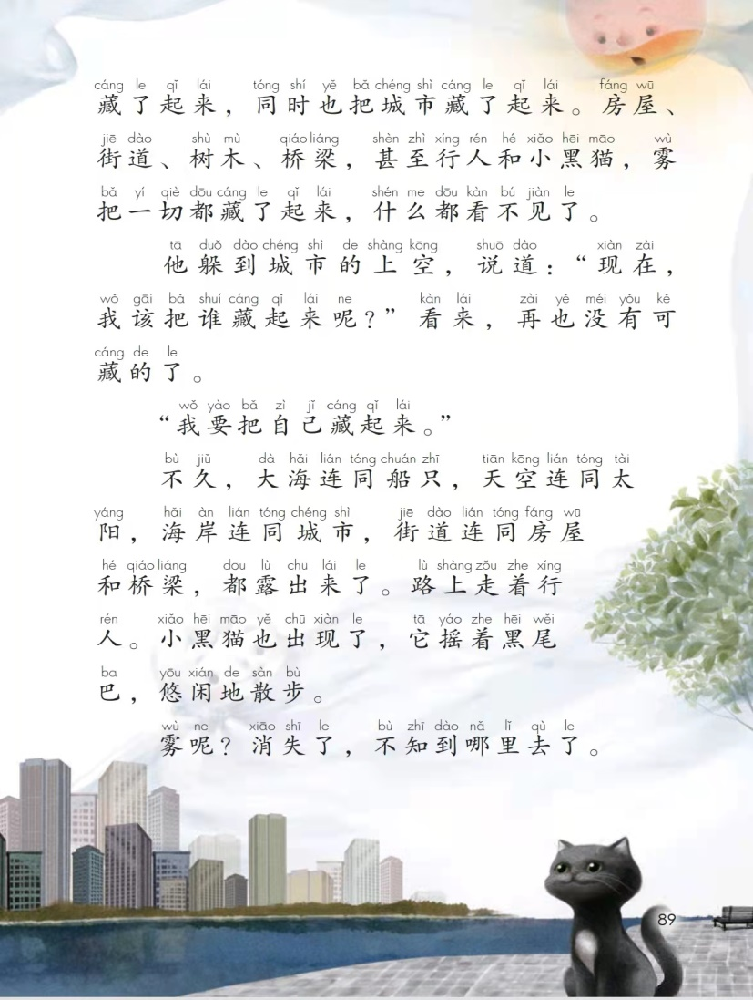 cáng le qǐ lái tóng shí yě bǎ chéng shì cáng le qǐ lái fáng wū
藏了起来，同时也把城市藏了起来。房屋、
jiē dào shù mù qiáo liáng shèn zhì xíng rén hé xiǎo hēi māo wù
街道、树木、桥梁，甚至行人和小黑猫，雾
bǎ yí qiè dōu cáng le qǐ lái shén me dōu kàn bú jiàn le
把一切都藏了起来，什么都看不见了。
tā duǒ dào chéng shì de shàng kōng shuō dào xiàn zài
他躲到城市的上空，说道：“现在，
wǒ gāi bǎ shuí cáng qǐ lái ne kàn lái zài yě méi yǒu kě
我该把谁藏起来呢？”看来，再也没有可
cáng de le
藏的了。
wǒ yào bǎ zì jǐ cáng qǐ lái
“我要把自己藏起来。”
bù jiǔ dà hǎi lián tóng chuán zhī tiān kōng lián tóng tài
不久，大海连同船只，天空连同太
yáng hǎi àn lián tóng chéng shì jiē dào lián tóng fáng wū
阳，海岸连同城市，街道连同房屋
hé qiáo liáng dōu lù chū lái le lù shàng zǒu zhe xíng
和桥梁，都露出来了。路上走着行
rén xiǎo hēi māo yě chū xiàn le tā yáo zhe hēi wěi
人。小黑猫也出现了，它摇着黑尾
ba yōu xián de sàn bù
巴，悠闲地散步。
wù ne xiāo shī le bù zhī dào nǎ lǐ qù le
雾呢？消失了，不知到哪里去了。
89